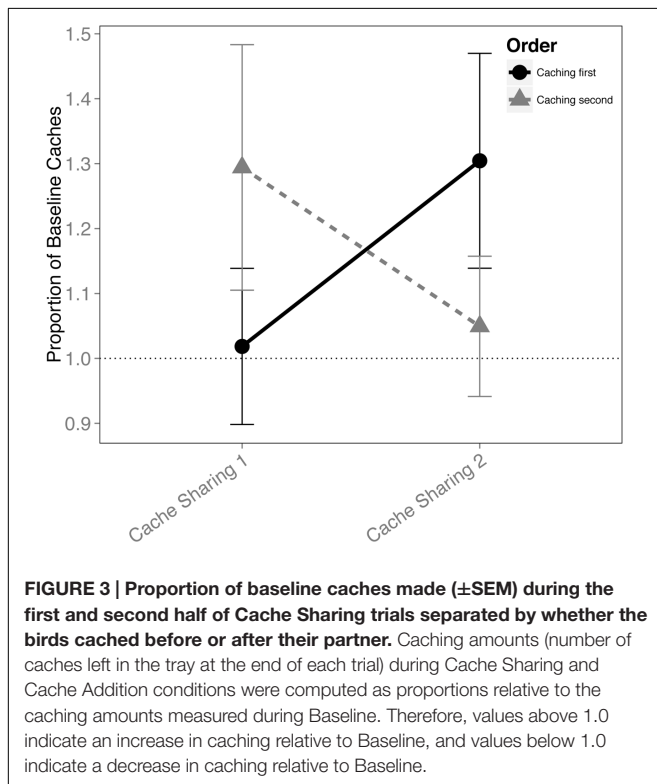 1.5
1.4
1.3
1.2
1.1
1.0
0.9
Proportion of Baseline Caches
Order
Caching first
Caching second
Cache Sharing 1
Cache Sharing 2
FIGURE 3 | Proportion of baseline caches made (±SEM) during the
first and second half of Cache Sharing trials separated by whether the
birds cached before or after their partner. Caching amounts (number of
caches left in the tray at the end of each trial) during Cache Sharing and
Cache Addition conditions were computed as proportions relative to the
caching amounts measured during Baseline. Therefore, values above 1.0
indicate an increase in caching relative to Baseline, and values below 1.0
indicate a decrease in caching relative to Baseline.